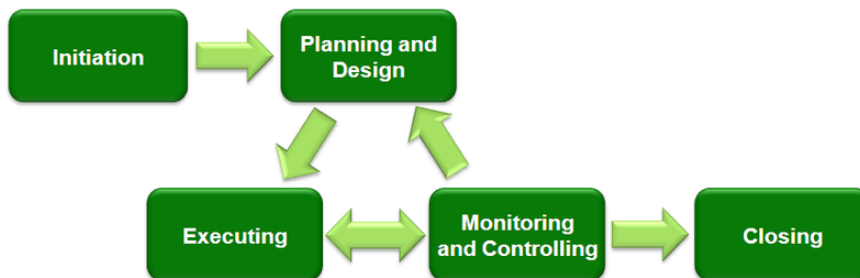 Initiation
Planning and
Design
Executing
Monitoring
and Controlling
Closing